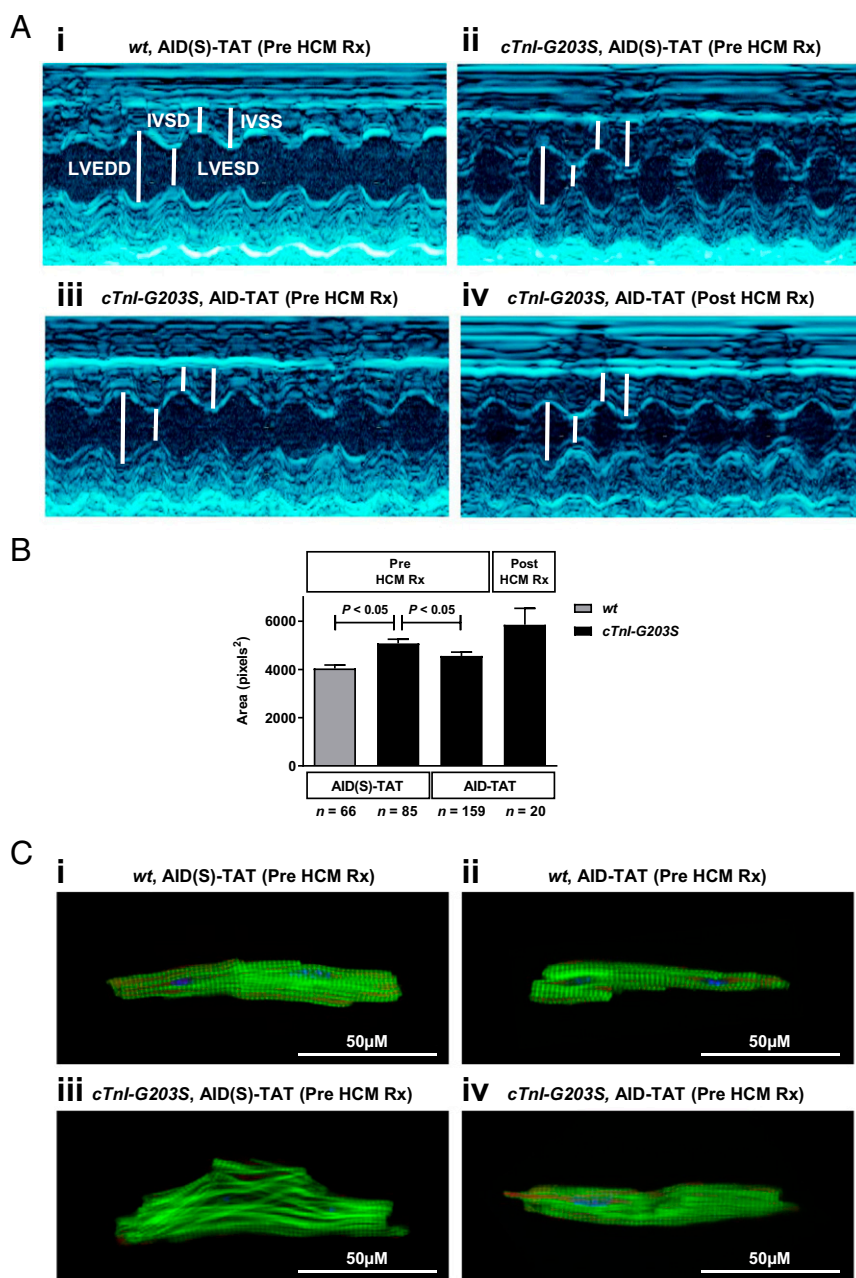 A
i
wt, AID(S)-TAT (Pre HCM Rx)
ii
cTnI-G203S, AID(S)-TAT (Pre HCM Rx)
IVSD
IVSS
LVEDD
LVESD
iii
cTnI-G203S, AID-TAT (Pre HCM Rx)
iv
cTnI-G203S, AID-TAT (Post HCM Rx)
B
Pre
HCM Rx
Post
HCM Rx
P < 0.05
P < 0.05
wt
cTnI-G203S
Area (pixels²)
6000
4000
2000
0
AID(S)-TAT
AID-TAT
n = 66
n = 85
n = 159
n = 20
C
i
wt, AID(S)-TAT (Pre HCM Rx)
ii
wt, AID-TAT (Pre HCM Rx)
50µM
50µM
iii
cTnI-G203S, AID(S)-TAT (Pre HCM Rx)
iv
cTnI-G203S, AID-TAT (Pre HCM Rx)
50µM
50µM